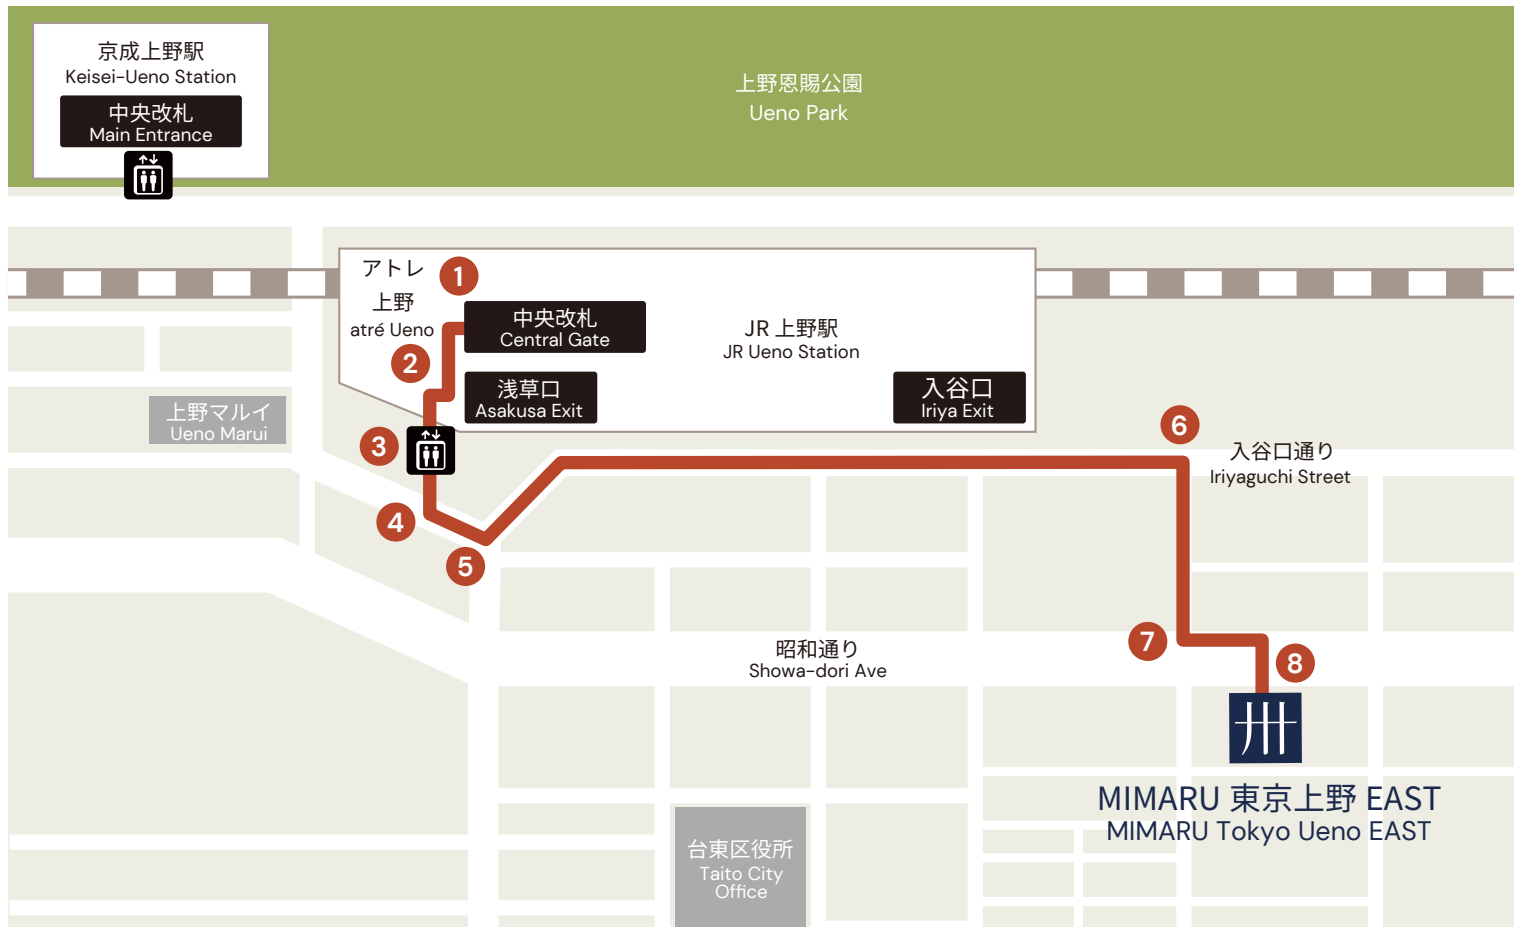 京成上野駅
Keisei-Ueno Station
中央改札
Main Entrance
上野恩賜公園
Ueno Park
アトレ
上野
atré Ueno
1
中央改札
Central Gate
2
JR 上野駅
JR Ueno Station
浅草口
Asakusa Exit
入谷口
Iriya Exit
上野マルイ
Ueno Marui
3
6
入谷口通り
Iriyaguchi Street
4
5
昭和通り
Showa-dori Ave
7
8
卅
MIMARU 東京上野 EAST
MIMARU Tokyo Ueno EAST
台東区役所
Taito City
Office